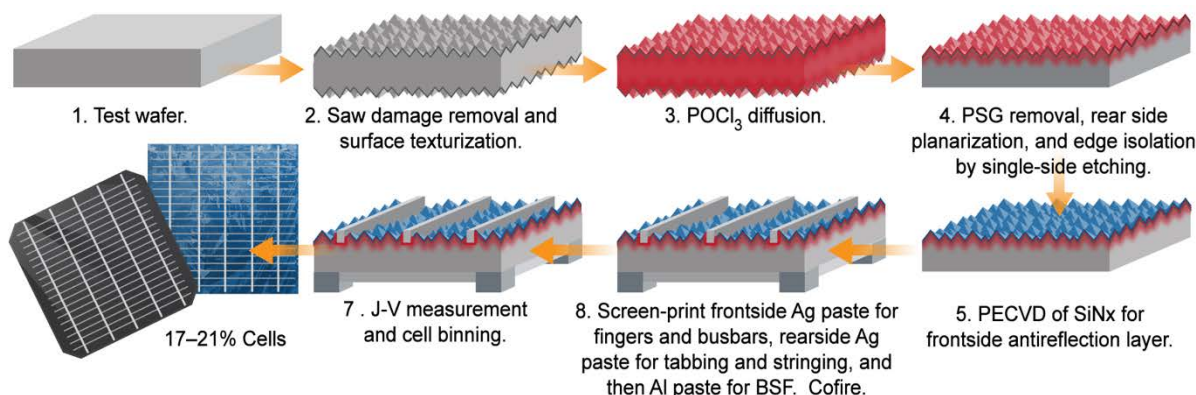 1. Test wafer.
2. Saw damage removal and
surface texturization.
3. POCl3 diffusion.
4. PSG removal, rear side
planarization, and edge isolation
by single-side etching.
5. PECVD of SiNx for
frontside antireflection layer.
8. Screen-print frontside Ag paste for
fingers and busbars, rearside Ag
paste for tabbing and stringing, and
then Al paste for BSF. Cofire.
7 . J-V measurement
and cell binning.
17–21% Cells